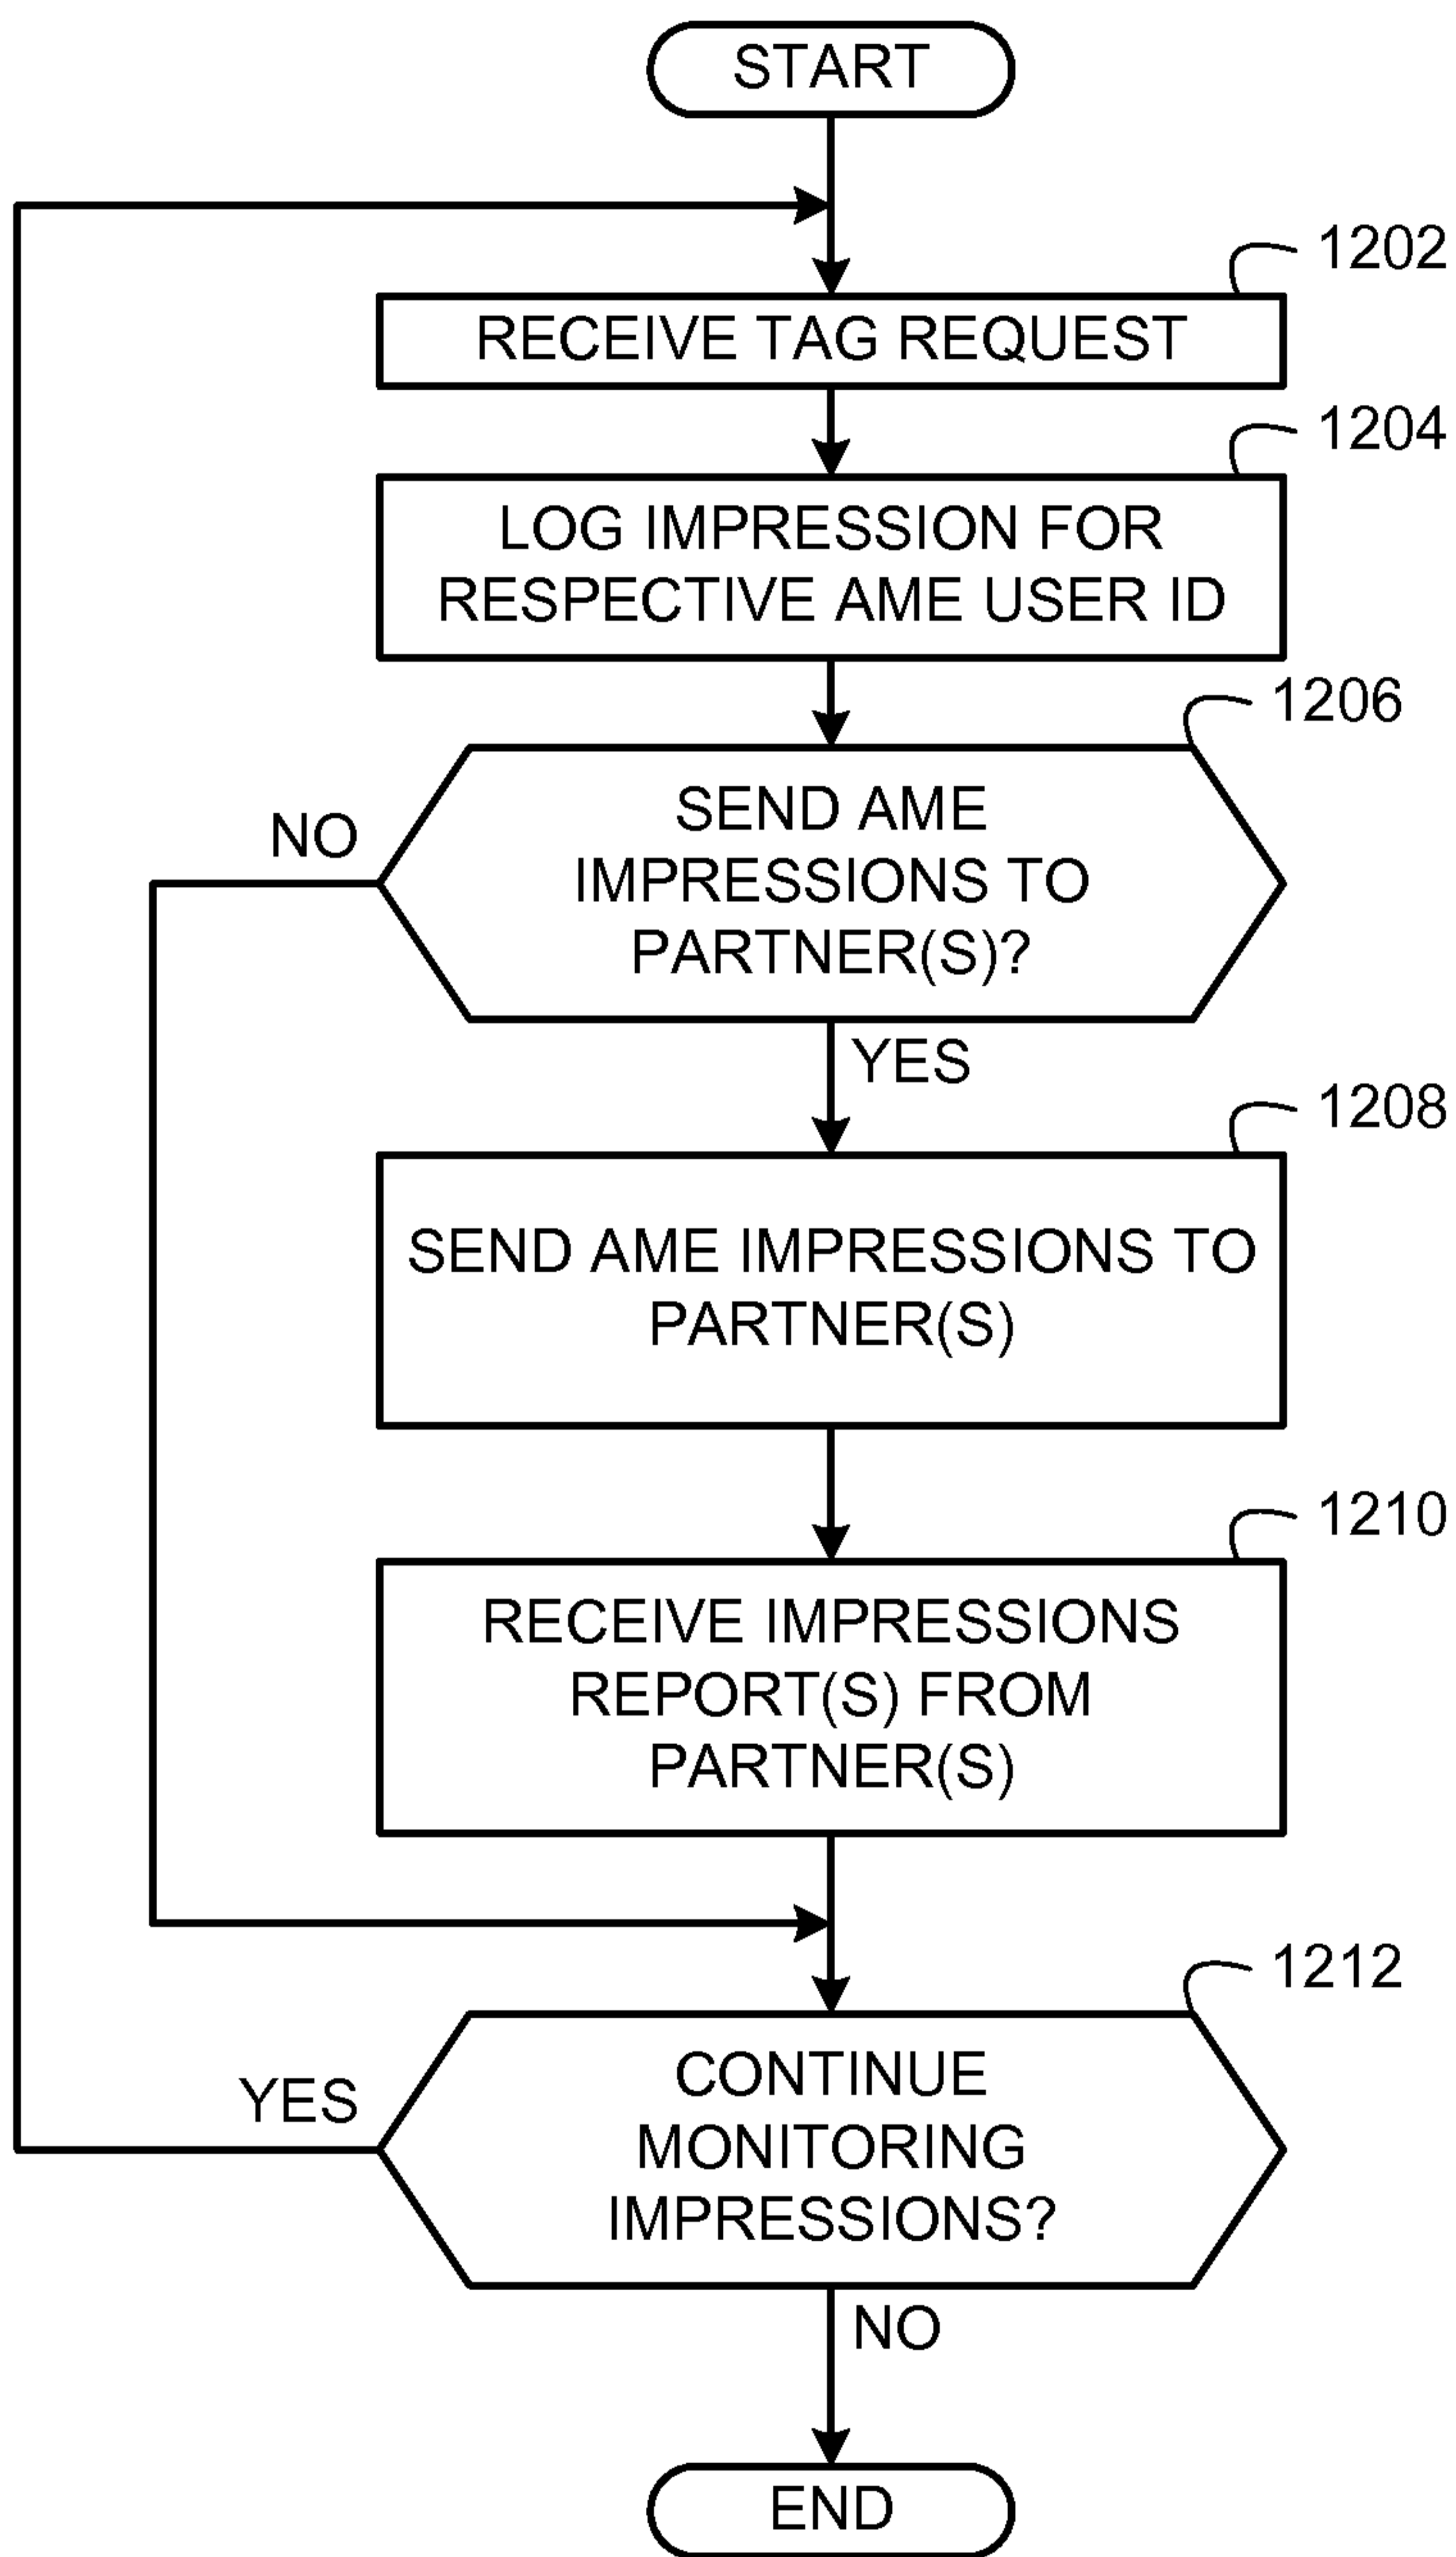 START
1202
RECEIVE TAG REQUEST
1204
LOG IMPRESSION FOR
RESPECTIVE AME USER ID
1206
SEND AME
IMPRESSIONS TO
PARTNER(S)?
NO
YES
1208
SEND AME IMPRESSIONS TO
PARTNER(S)
1210
RECEIVE IMPRESSIONS
REPORT(S) FROM
PARTNER(S)
1212
CONTINUE
MONITORING
IMPRESSIONS?
YES
NO
END